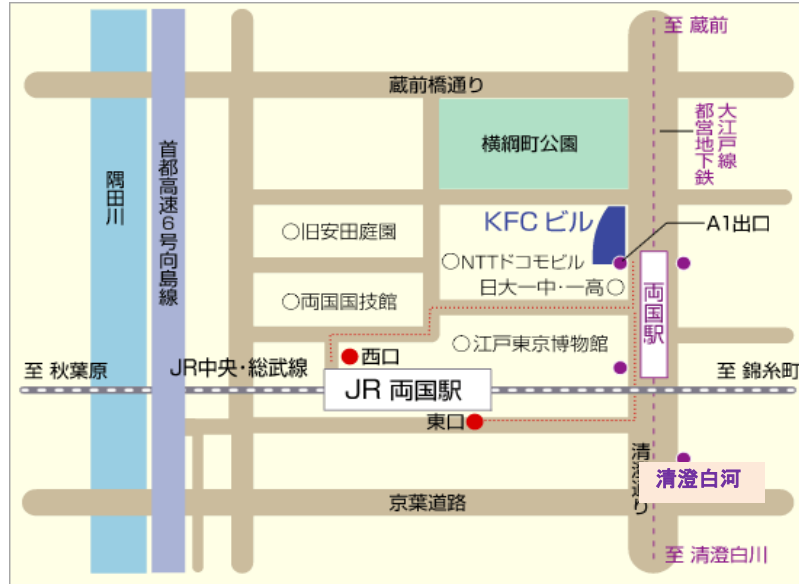 至 蔵前
蔵前橋通り
大江戸線
都営地下鉄
横綱町公園
首都高速6号向島線
隅田川
KFC ビル
A1出口
○旧安田庭園
○NTTドコモビル
日大一中・一高○
○両国国技館
両国駅
○江戸東京博物館
西口
至 秋葉原
JR中央・総武線
至 錦糸町
JR 両国駅
東口
清澄通り
清澄白河
京葉道路
至 清澄白川